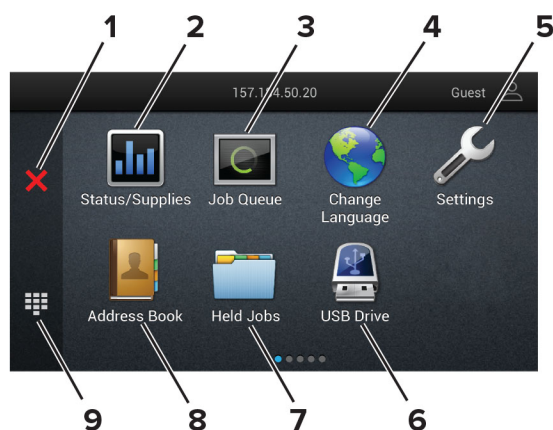 1 2 3 4 5
Guest
Status/Supplies Job Queue Change Language Settings
Address Book Held Jobs USB Drive
9 8 7 6